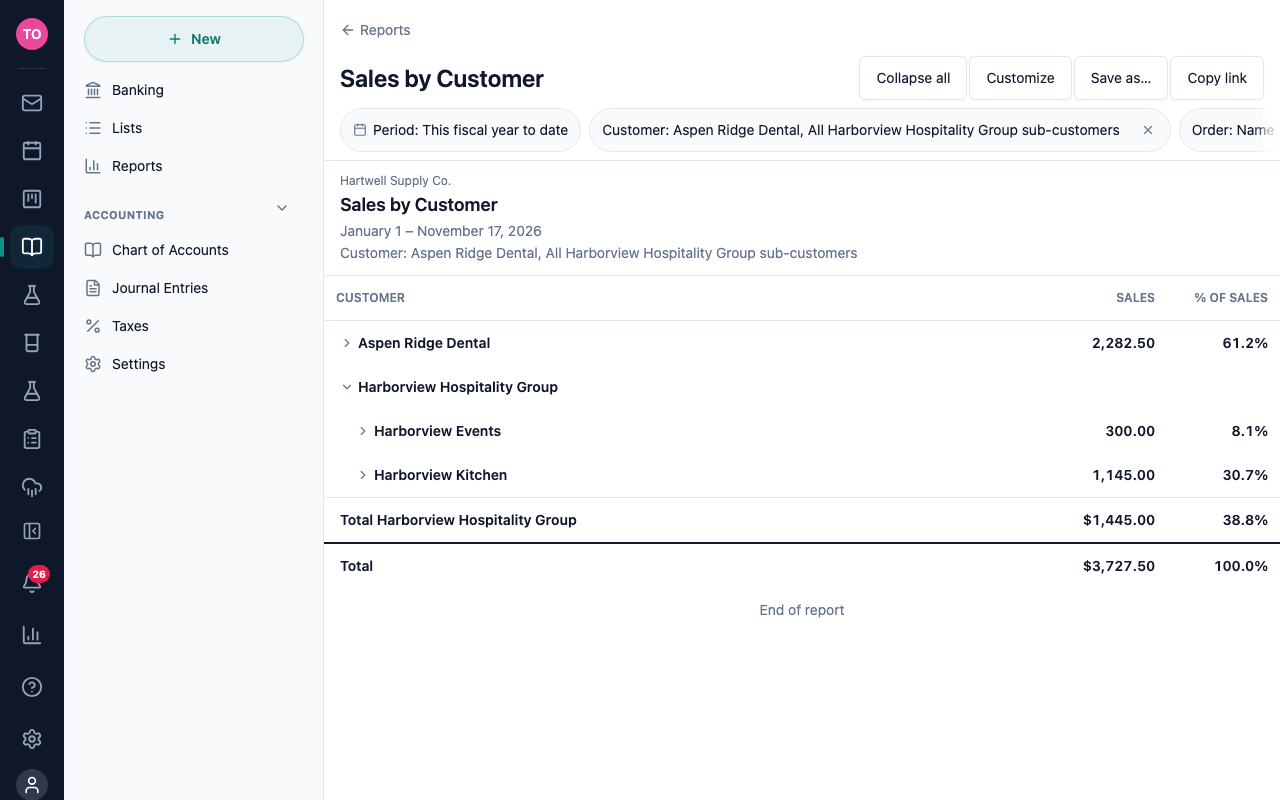 TO
New
← Reports
Banking
Lists
Reports
ACCOUNTING
Chart of Accounts
Journal Entries
Taxes
Settings
26
Sales by Customer
Collapse all
Customize
Save as...
Copy link
Period: This fiscal year to date
Customer: Aspen Ridge Dental, All Harborview Hospitality Group sub-customers
Order: Name
Hartwell Supply Co.
Sales by Customer
January 1 – November 17, 2026
Customer: Aspen Ridge Dental, All Harborview Hospitality Group sub-customers
CUSTOMER SALES % OF SALES
Aspen Ridge Dental 2,282.50 61.2%
Harborview Hospitality Group
Harborview Events 300.00 8.1%
Harborview Kitchen 1,145.00 30.7%
Total Harborview Hospitality Group $1,445.00 38.8%
Total $3,727.50 100.0%
End of report